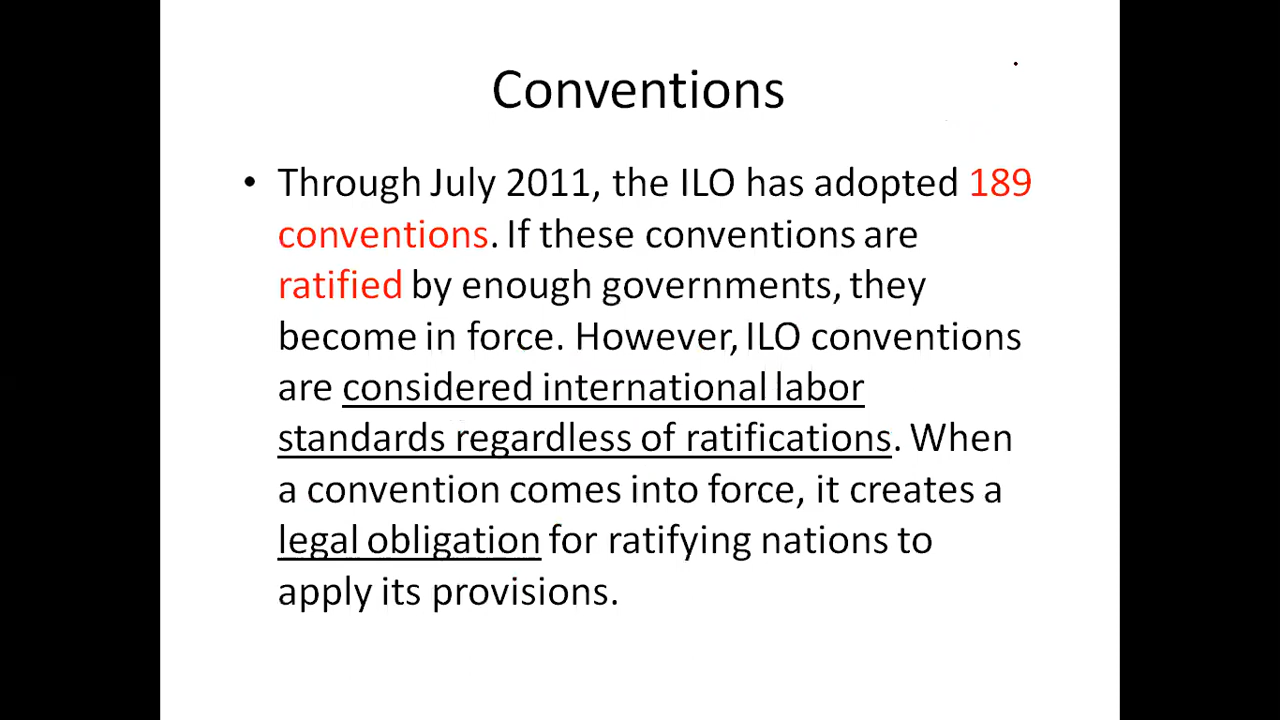 Conventions
• Through July 2011, the ILO has adopted 189
conventions. If these conventions are
ratified by enough governments, they
become in force. However, ILO conventions
are considered international labor
standards regardless of ratifications. When
a convention comes into force, it creates a
legal obligation for ratifying nations to
apply its provisions.